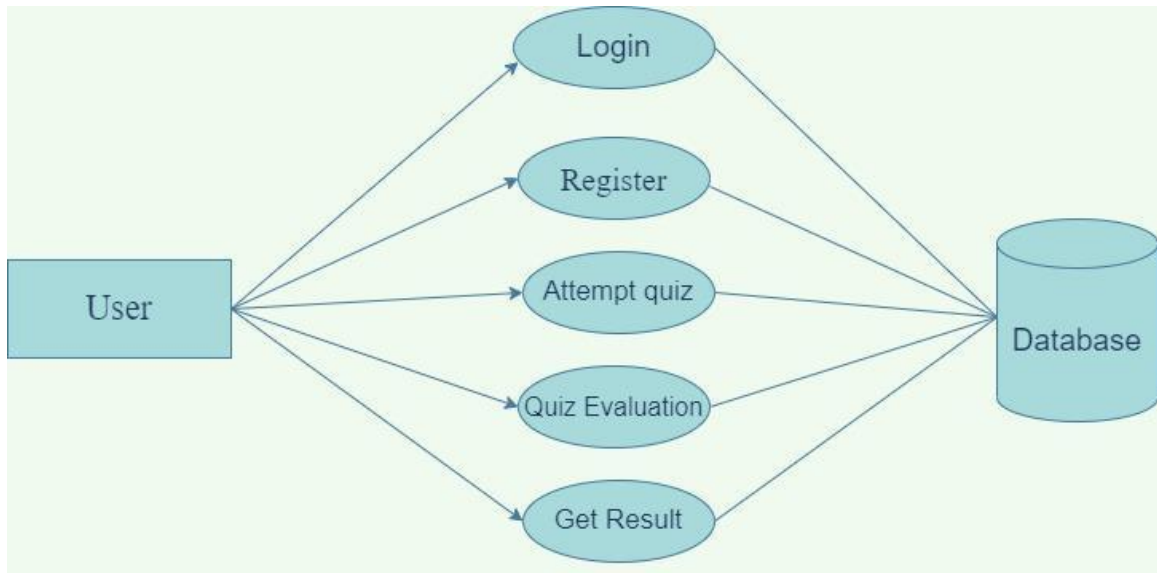 Login
Register
User
Attempt quiz
Database
Quiz Evaluation
Get Result